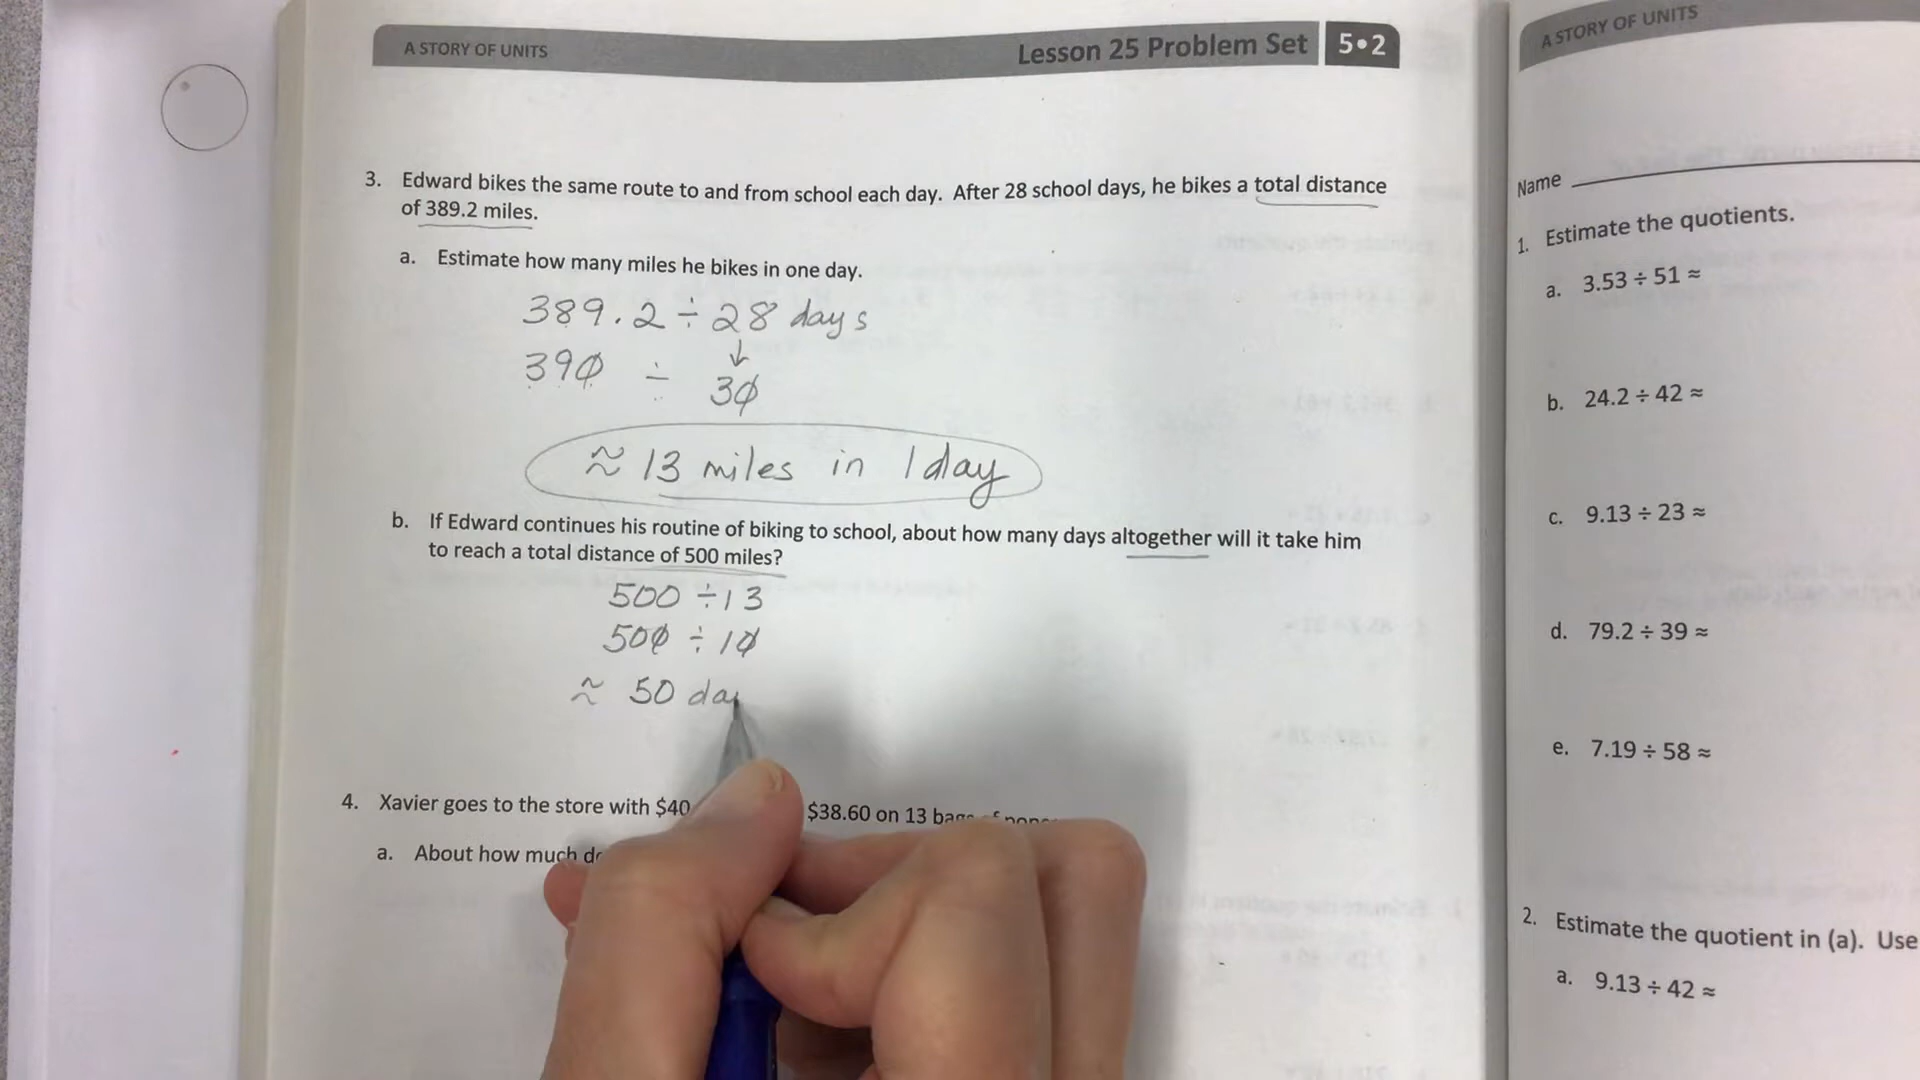 A STORY OF UNITS
Lesson 25 Problem Set 5•2
3. Edward bikes the same route to and from school each day. After 28 school days, he bikes a total distance
of 389.2 miles.
a. Estimate how many miles he bikes in one day.
389.2 ÷ 28 days
390 ÷ 30
≈ 13 miles in 1 day
b. If Edward continues his routine of biking to school, about how many days altogether will it take him
to reach a total distance of 500 miles?
500 ÷ 13
500 ÷ 10
≈ 50 da
4. Xavier goes to the store with $40 $38.60 on 13
a. About how much
A STORY OF UNITS
Name
1. Estimate the quotients.
a. 3.53 ÷ 51 ≈
b. 24.2 ÷ 42 ≈
c. 9.13 ÷ 23 ≈
d. 79.2 ÷ 39 ≈
e. 7.19 ÷ 58 ≈
2. Estimate the quotient in (a). Use
a. 9.13 ÷ 42 ≈